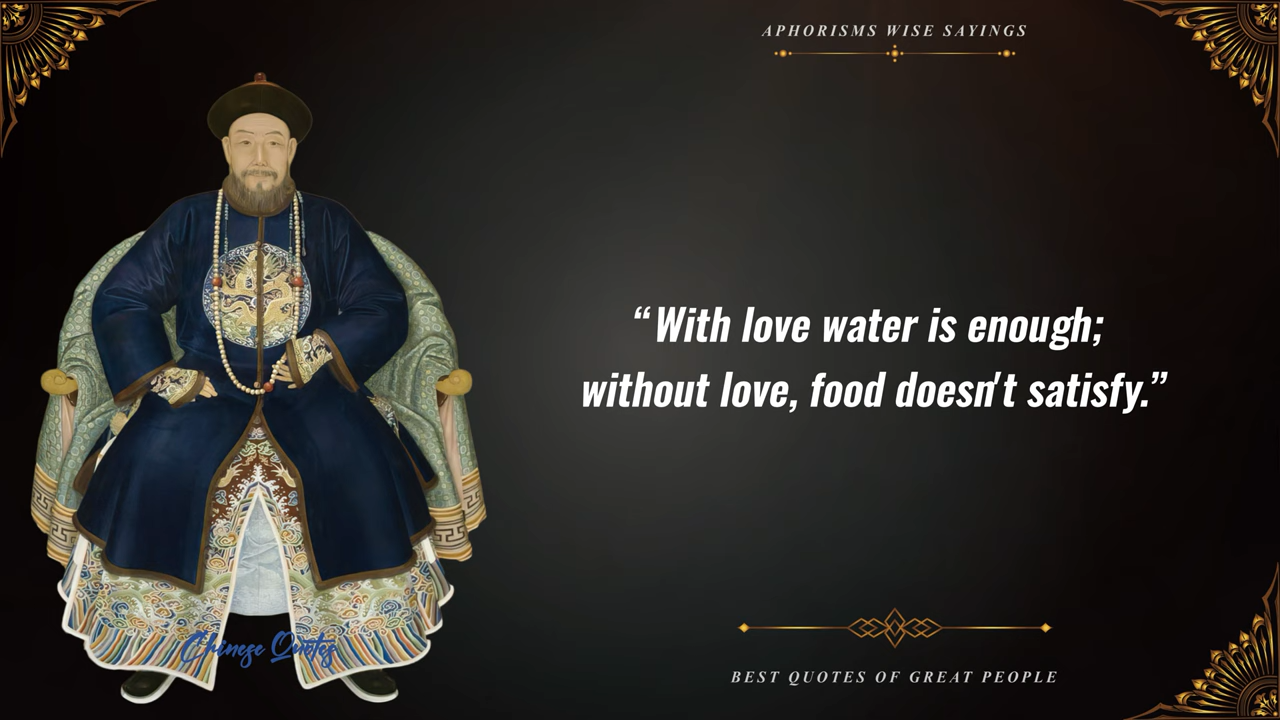 APHORISMS WISE SAYINGS
“With love water is enough;
without love, food doesn't satisfy.”
Chinese Quotes
BEST QUOTES OF GREAT PEOPLE